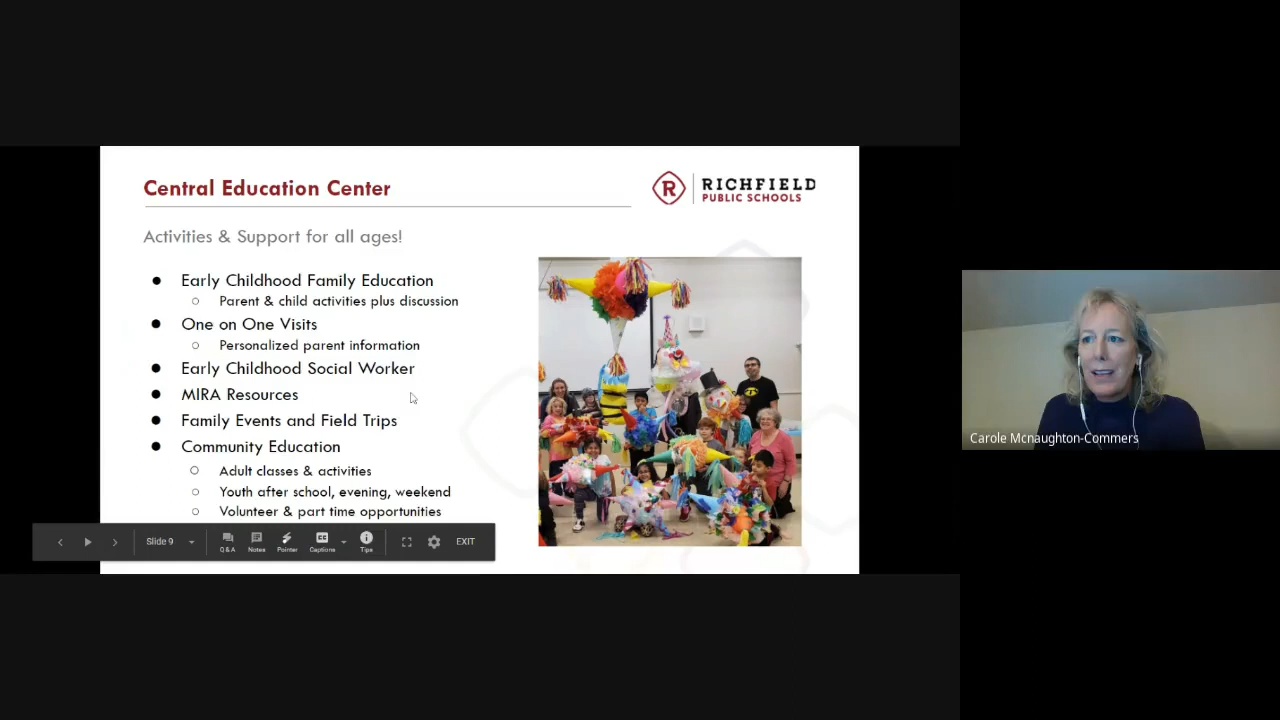 Central Education Center
R
RICHFIELD
PUBLIC SCHOOLS
Activities & Support for all ages!
● Early Childhood Family Education
○ Parent & child activities plus discussion
● One on One Visits
○ Personalized parent information
● Early Childhood Social Worker
● MIRA Resources
● Family Events and Field Trips
● Community Education
○ Adult classes & activities
○ Youth after school, evening, weekend
○ Volunteer & part time opportunities
Slide 9
Q&A
Notes
Pointer
Captions
Tips
EXIT
Carole Mcnaughton-Commers